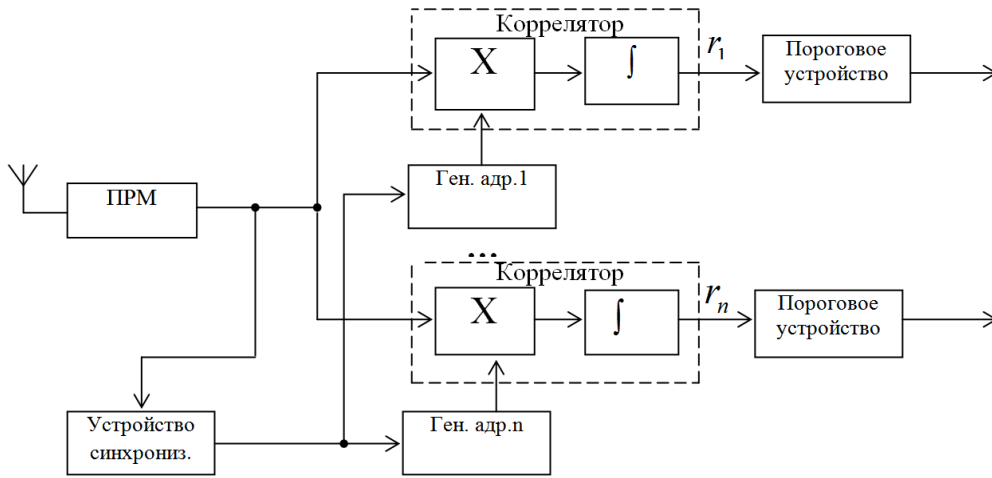 Коррелятор
X
∫
r₁
Пороговое
устройство
ПРМ
Ген. адр.1
...
Коррелятор
X
∫
rₙ
Пороговое
устройство
Устройство
синхрониз.
Ген. адр.n